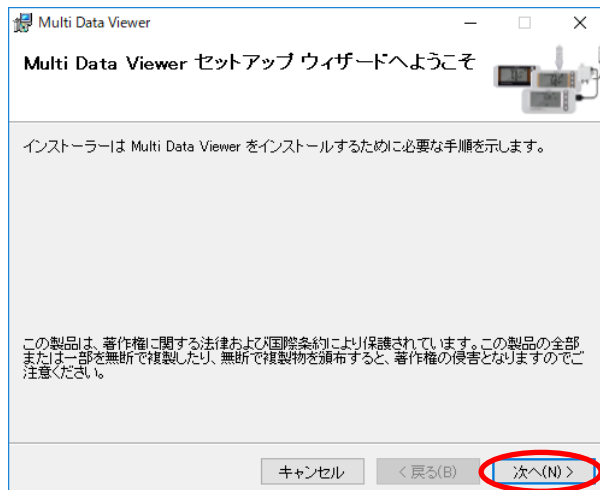 Multi Data Viewer
Multi Data Viewer セットアップ ウィザードへようこそ
インストーラーは Multi Data Viewer をインストールするために必要な手順を示します。
この製品は、著作権に関する法律および国際条約により保護されています。この製品の全部
または一部を無断で複製したり、無断で複製物を頒布すると、著作権の侵害となりますのでご
注意ください。
キャンセル
< 戻る(B)
次へ(N) >